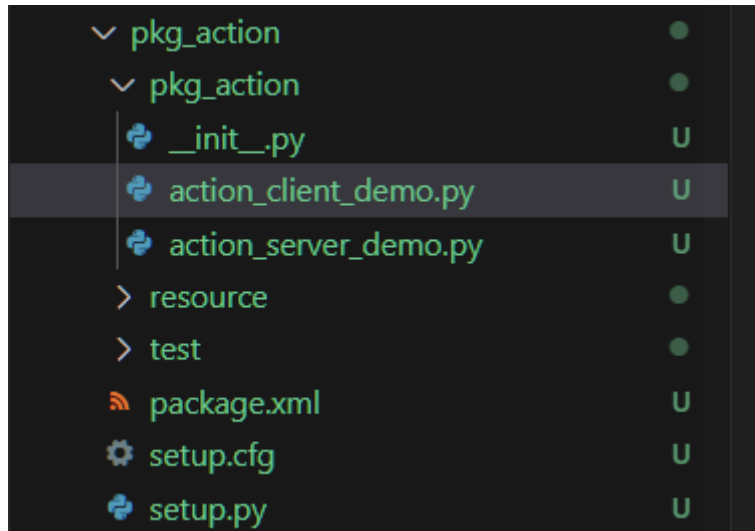 pkg_action
pkg_action
__init__.py U
action_client_demo.py U
action_server_demo.py U
resource
test
package.xml U
setup.cfg U
setup.py U